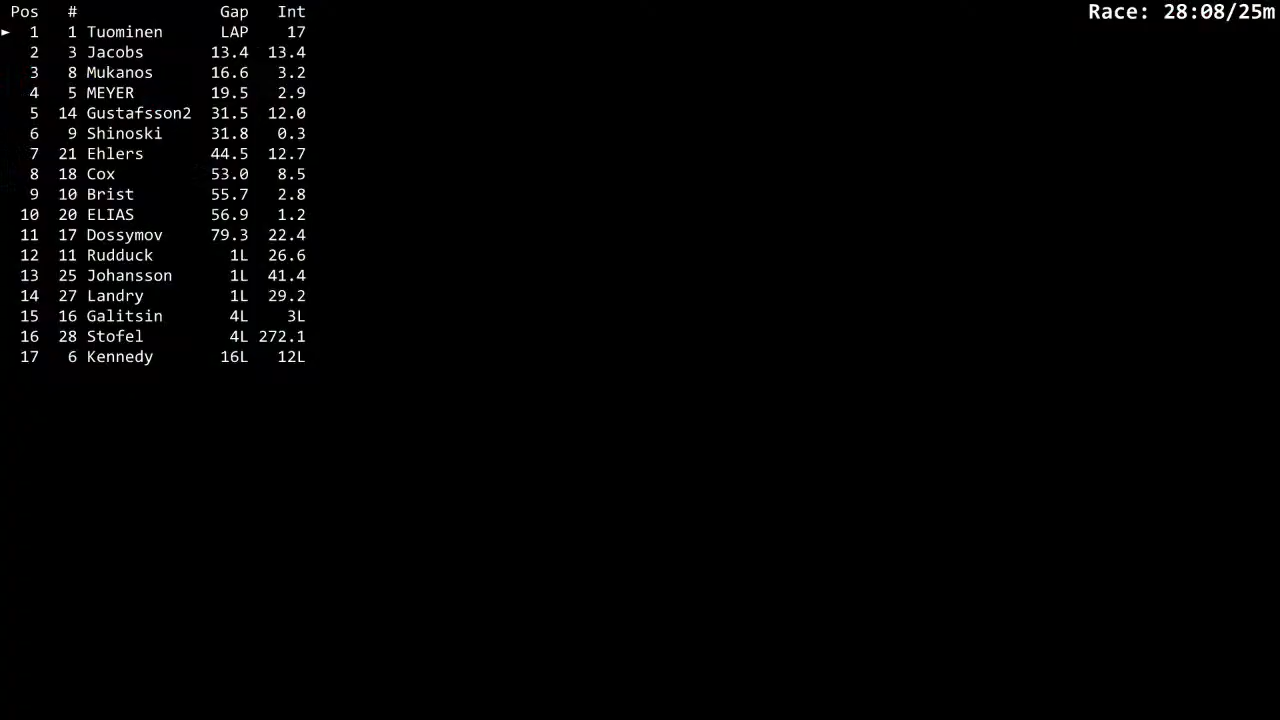 Pos # Gap Int Race: 28:08/25m
► 1 1 Tuominen LAP 17
2 3 Jacobs 13.4 13.4
3 8 Mukanos 16.6 3.2
4 5 MEYER 19.5 2.9
5 14 Gustafsson2 31.5 12.0
6 9 Shinoski 31.8 0.3
7 21 Ehlers 44.5 12.7
8 18 Cox 53.0 8.5
9 10 Brist 55.7 2.8
10 20 ELIAS 56.9 1.2
11 17 Dossymov 79.3 22.4
12 11 Rudduck 1L 26.6
13 25 Johansson 1L 41.4
14 27 Landry 1L 29.2
15 16 Galitsin 4L 3L
16 28 Stofel 4L 272.1
17 6 Kennedy 16L 12L